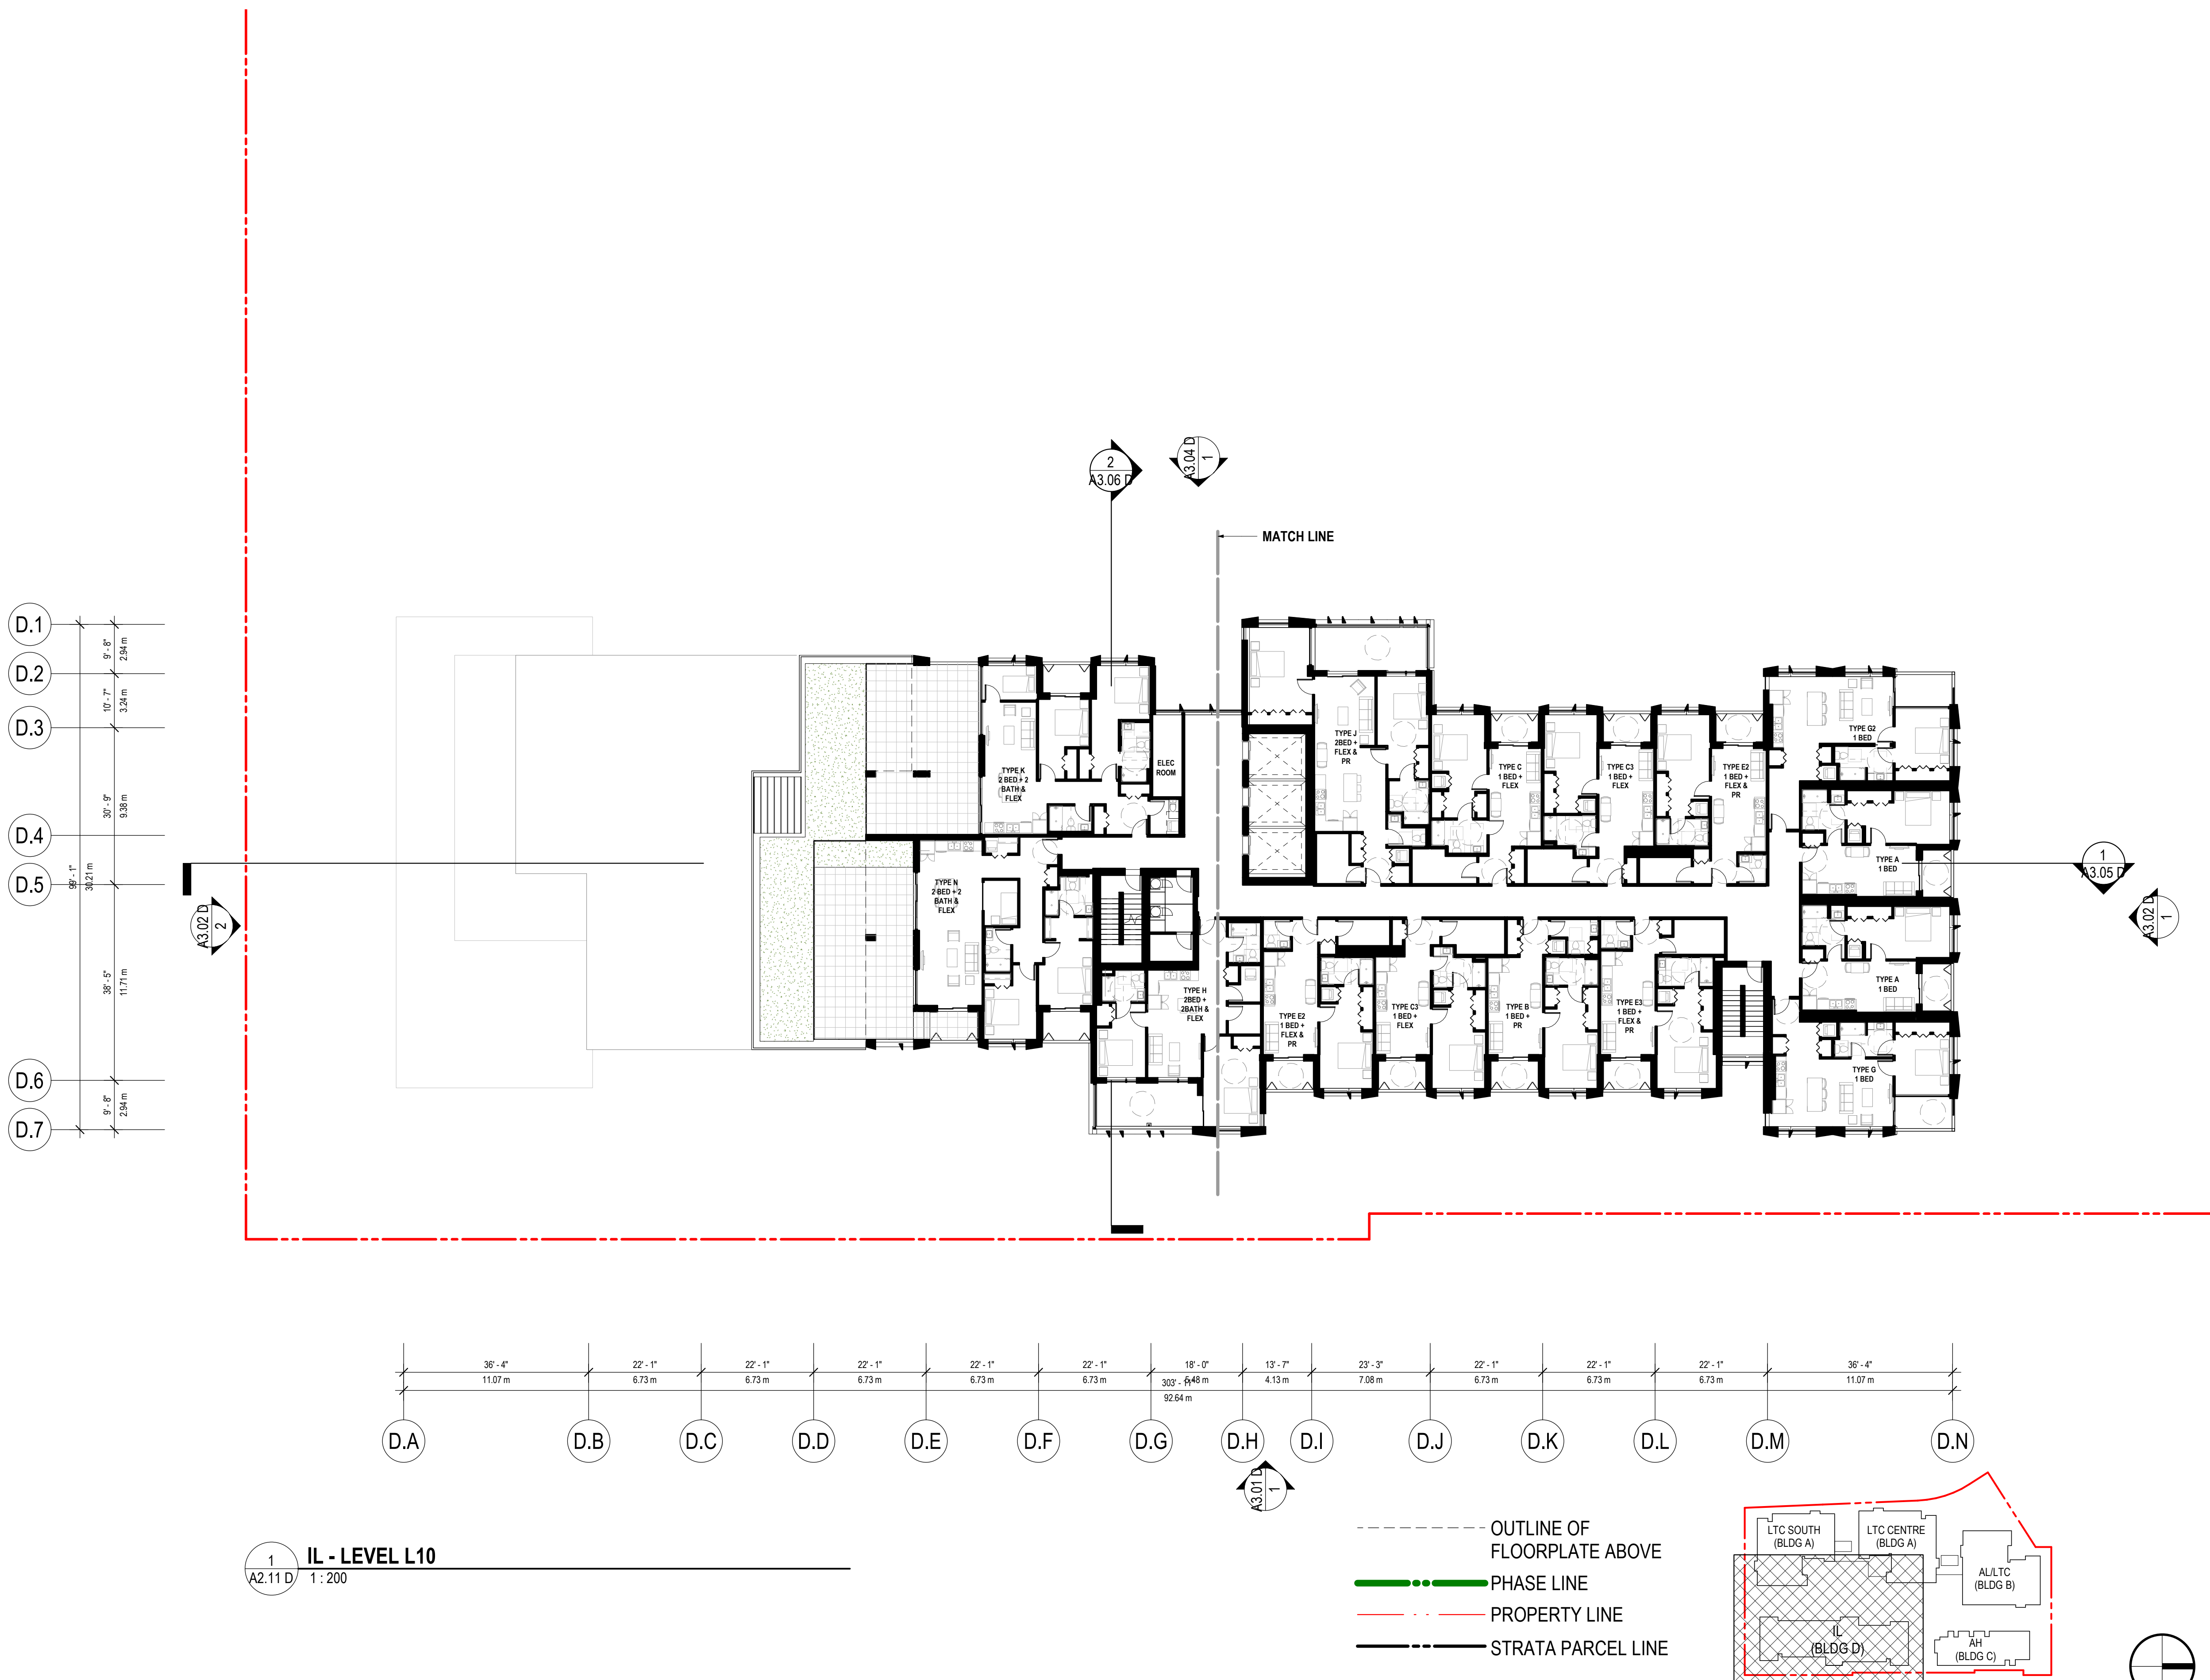 2
A3.06 D
A3.04 D
1
MATCH LINE
D.1
D.2
D.3
D.4
D.5
D.6
D.7
9' - 8"
2.94 m
10' - 7"
3.24 m
30' - 9"
9.38 m
99' - 1"
30.21 m
38' - 5"
11.71 m
9' - 8"
2.94 m
A3.02 D
2
TYPE K
2 BED + 2
BATH &
FLEX
ELEC
ROOM
TYPE J
2BED +
FLEX &
PR
TYPE C
1 BED +
FLEX
TYPE C3
1 BED +
FLEX
TYPE E2
1 BED +
FLEX &
PR
TYPE G2
1 BED
TYPE A
1 BED
TYPE N
2 BED + 2
BATH &
FLEX
TYPE A
1 BED
TYPE H
2BED +
2BATH &
FLEX
TYPE E2
1 BED +
FLEX &
PR
TYPE C3
1 BED +
FLEX
TYPE B
1 BED +
PR
TYPE E3
1 BED +
FLEX &
PR
TYPE G
1 BED
1
A3.05 D
A3.02 D
1
36' - 4"
22' - 1"
22' - 1"
22' - 1"
22' - 1"
22' - 1"
18' - 0"
13' - 7"
23' - 3"
22' - 1"
22' - 1"
22' - 1"
36' - 4"
11.07 m
6.73 m
6.73 m
6.73 m
6.73 m
6.73 m
5.48 m
4.13 m
7.08 m
6.73 m
6.73 m
6.73 m
11.07 m
303' - 11"
92.64 m
D.A
D.B
D.C
D.D
D.E
D.F
D.G
D.H
D.I
D.J
D.K
D.L
D.M
D.N
A3.01 D
1
1
A2.11 D
IL - LEVEL L10
1 : 200
OUTLINE OF
FLOORPLATE ABOVE
PHASE LINE
PROPERTY LINE
STRATA PARCEL LINE
LTC SOUTH
(BLDG A)
LTC CENTRE
(BLDG A)
AL/LTC
(BLDG B)
IL
(BLDG D)
AH
(BLDG C)